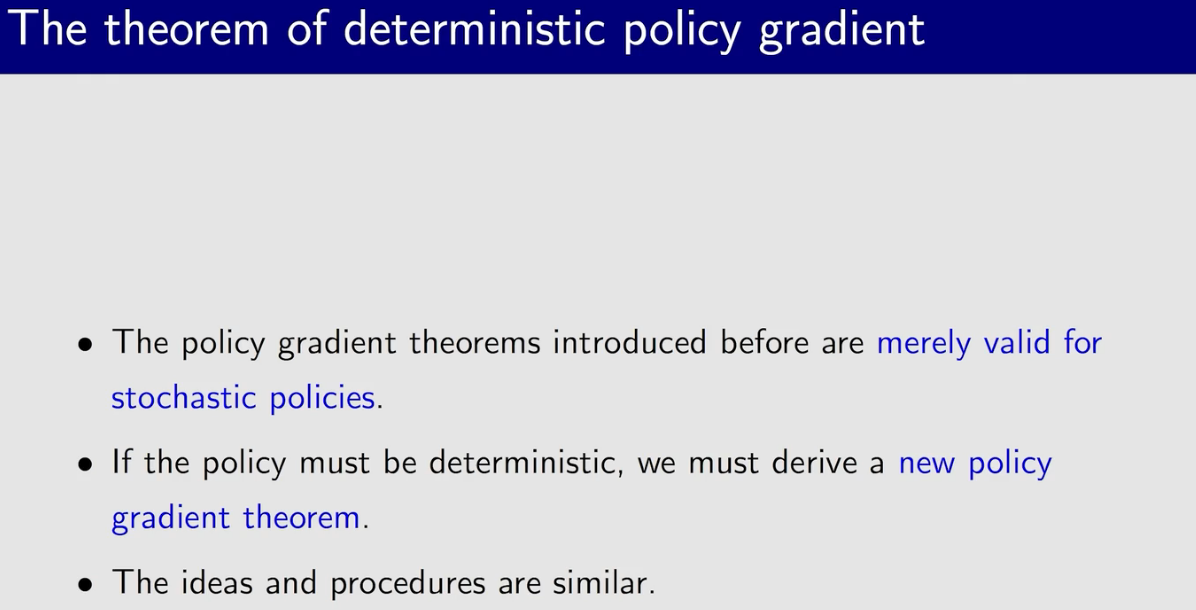 The theorem of deterministic policy gradient
• The policy gradient theorems introduced before are merely valid for
stochastic policies.
• If the policy must be deterministic, we must derive a new policy
gradient theorem.
• The ideas and procedures are similar.